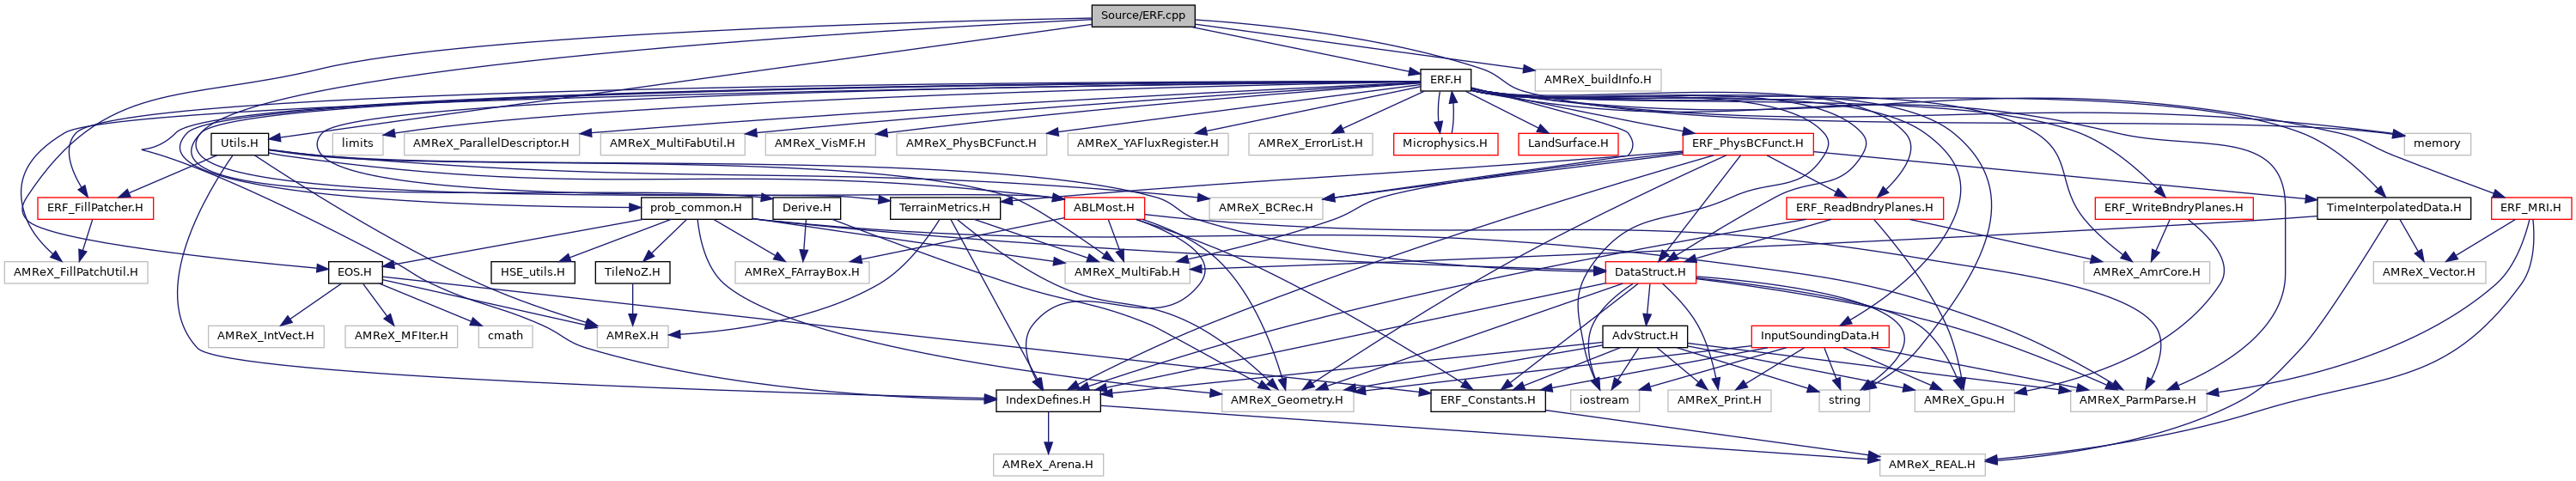 Source/ERF.cpp
ERF.H
AMReX_buildInfo.H
Utils.H
limits
AMReX_ParallelDescriptor.H
AMReX_MultiFabUtil.H
AMReX_VisMF.H
AMReX_PhysBCFunct.H
AMReX_YAFluxRegister.H
AMReX_ErrorList.H
Microphysics.H
LandSurface.H
ERF_PhysBCFunct.H
memory
ERF_FillPatcher.H
prob_common.H
Derive.H
TerrainMetrics.H
ABLMost.H
AMReX_BCRec.H
ERF_ReadBndryPlanes.H
ERF_WriteBndryPlanes.H
TimeInterpolatedData.H
ERF_MRI.H
AMReX_FillPatchUtil.H
EOS.H
HSE_utils.H
TileNoZ.H
AMReX_FArrayBox.H
AMReX_MultiFab.H
DataStruct.H
AMReX_AmrCore.H
AMReX_Vector.H
AMReX_IntVect.H
AMReX_MFIter.H
cmath
AMReX.H
AdvStruct.H
InputSoundingData.H
IndexDefines.H
AMReX_Geometry.H
ERF_Constants.H
iostream
AMReX_Print.H
string
AMReX_Gpu.H
AMReX_ParmParse.H
AMReX_Arena.H
AMReX_REAL.H